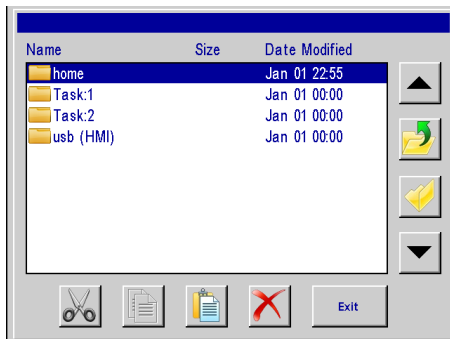 Name Size Date Modified
home Jan 01 22:55
Task:1 Jan 01 00:00
Task:2 Jan 01 00:00
usb (HMI) Jan 01 00:00
Exit